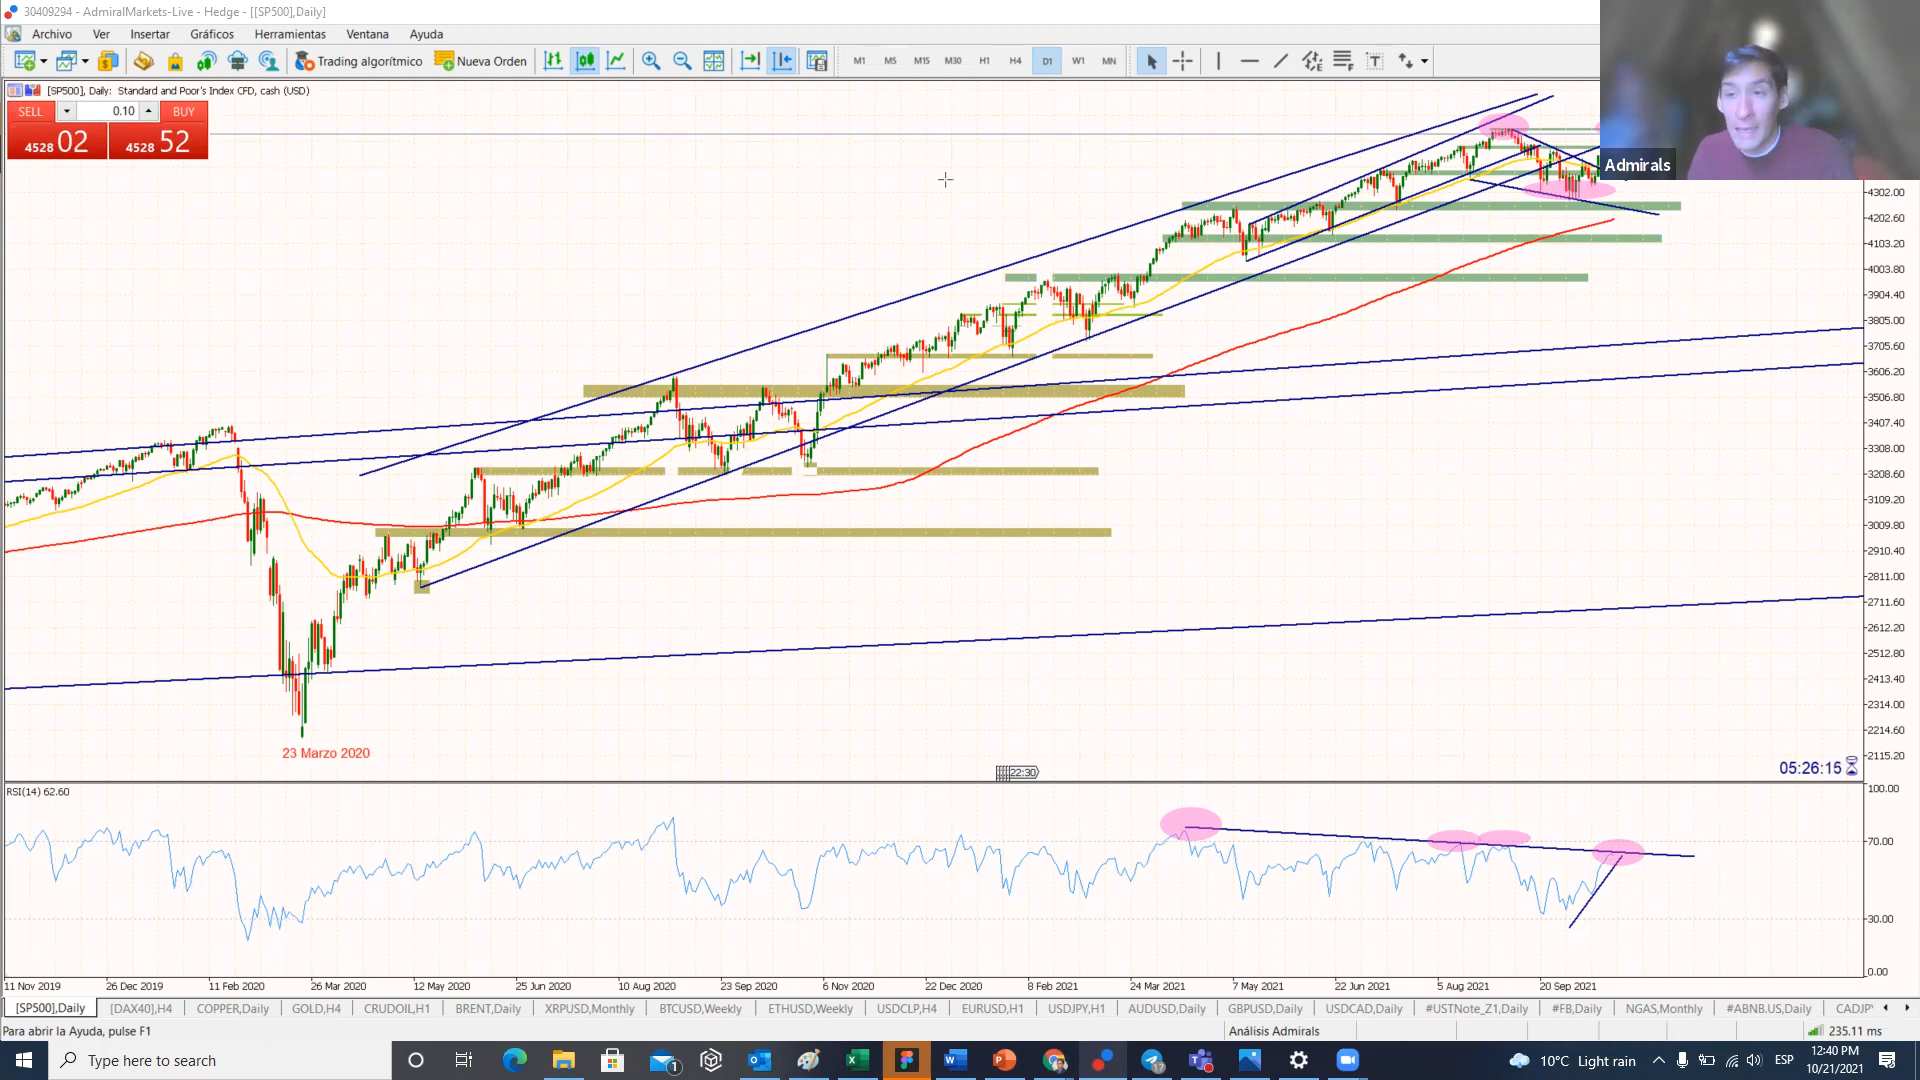 30409294 - AdmiralMarkets-Live - Hedge - [[SP500],Daily]
Archivo Ver Insertar Gráficos Herramientas Ventana Ayuda
Trading algorítmico Nueva Orden M1 M5 M15 M30 H1 H4 D1 W1 MN
[SP500], Daily: Standard and Poor's Index CFD, cash (USD)
SELL 0.10 BUY
4528 02 4528 52
Admirals
4302.00
4202.60
4103.20
4003.80
3904.40
3805.00
3705.60
3606.20
3506.80
3407.40
3308.00
3208.60
3109.20
3009.80
2910.40
2811.00
2711.60
2612.20
2512.80
2413.40
2314.00
2214.60
2115.20
23 Marzo 2020
22:30
05:26:15
RSI(14) 62.60
100.00
70.00
30.00
0.00
11 Nov 2019 26 Dec 2019 11 Feb 2020 26 Mar 2020 12 May 2020 25 Jun 2020 10 Aug 2020 23 Sep 2020 6 Nov 2020 22 Dec 2020 8 Feb 2021 24 Mar 2021 7 May 2021 22 Jun 2021 5 Aug 2021 20 Sep 2021
[SP500],Daily [DAX40],H4 COPPER,Daily GOLD,H4 CRUDOIL,H1 BRENT,Daily XRPUSD,Monthly BTCUSD,Weekly ETHUSD,Weekly USDCLP,H4 EURUSD,H1 USDJPY,H1 AUDUSD,Daily GBPUSD,Daily USDCAD,Daily #USTNote_Z1,Daily #FB,Daily NGAS,Monthly #ABNB.US,Daily CADJP
Para abrir la Ayuda, pulse F1 Análisis Admirals 235.11 ms
Type here to search 1 17 10°C Light rain ESP 12:40 PM
10/21/2021